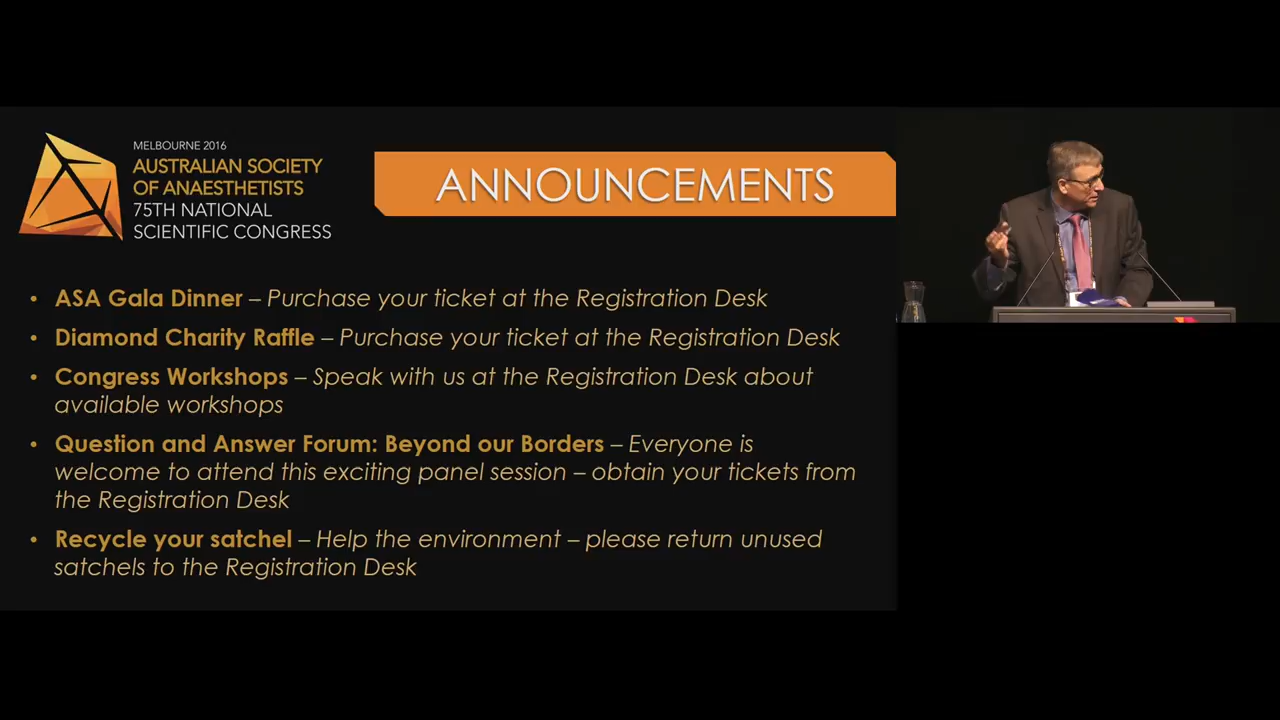 MELBOURNE 2016
AUSTRALIAN SOCIETY
OF ANAESTHETISTS
75TH NATIONAL
SCIENTIFIC CONGRESS
ANNOUNCEMENTS
• ASA Gala Dinner – Purchase your ticket at the Registration Desk
• Diamond Charity Raffle – Purchase your ticket at the Registration Desk
• Congress Workshops – Speak with us at the Registration Desk about
available workshops
• Question and Answer Forum: Beyond our Borders – Everyone is
welcome to attend this exciting panel session – obtain your tickets from
the Registration Desk
• Recycle your satchel – Help the environment – please return unused
satchels to the Registration Desk